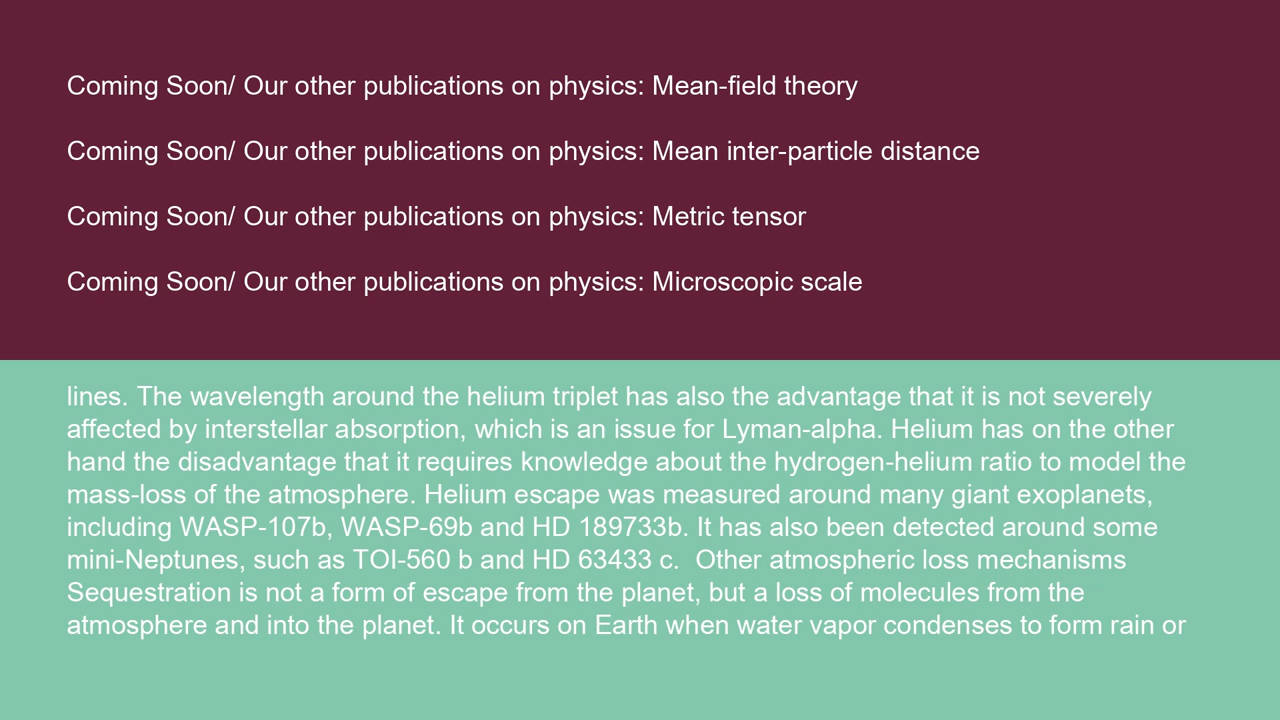 Coming Soon/ Our other publications on physics: Mean-field theory
Coming Soon/ Our other publications on physics: Mean inter-particle distance
Coming Soon/ Our other publications on physics: Metric tensor
Coming Soon/ Our other publications on physics: Microscopic scale
lines. The wavelength around the helium triplet has also the advantage that it is not severely
affected by interstellar absorption, which is an issue for Lyman-alpha. Helium has on the other
hand the disadvantage that it requires knowledge about the hydrogen-helium ratio to model the
mass-loss of the atmosphere. Helium escape was measured around many giant exoplanets,
including WASP-107b, WASP-69b and HD 189733b. It has also been detected around some
mini-Neptunes, such as TOI-560 b and HD 63433 c.  Other atmospheric loss mechanisms
Sequestration is not a form of escape from the planet, but a loss of molecules from the
atmosphere and into the planet. It occurs on Earth when water vapor condenses to form rain or